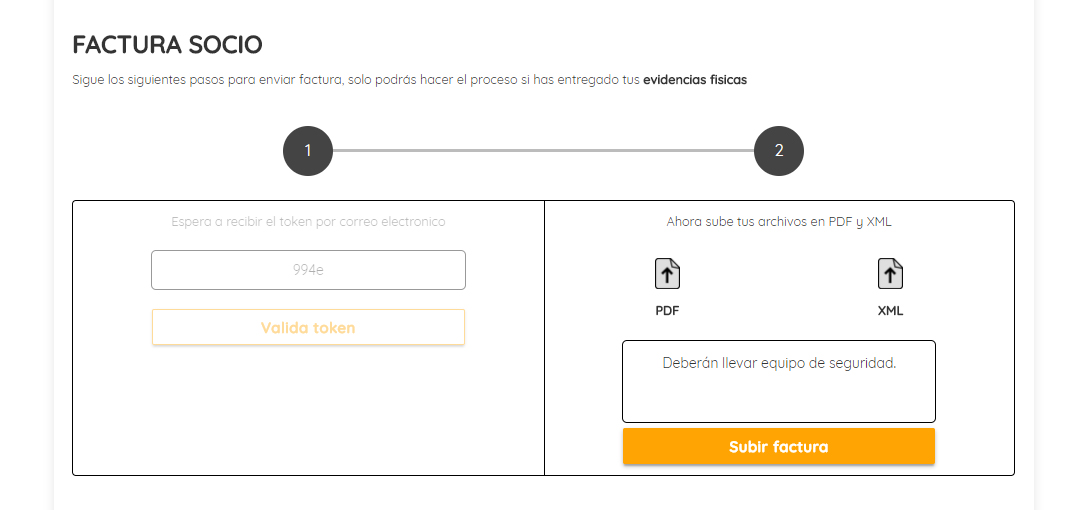 FACTURA SOCIO
Sigue los siguientes pasos para enviar factura, solo podrás hacer el proceso si has entregado tus evidencias fisicas
1
2
Espera a recibir el token por correo electronico
994e
Valida token
Ahora sube tus archivos en PDF y XML
PDF
XML
Deberán llevar equipo de seguridad.
Subir factura